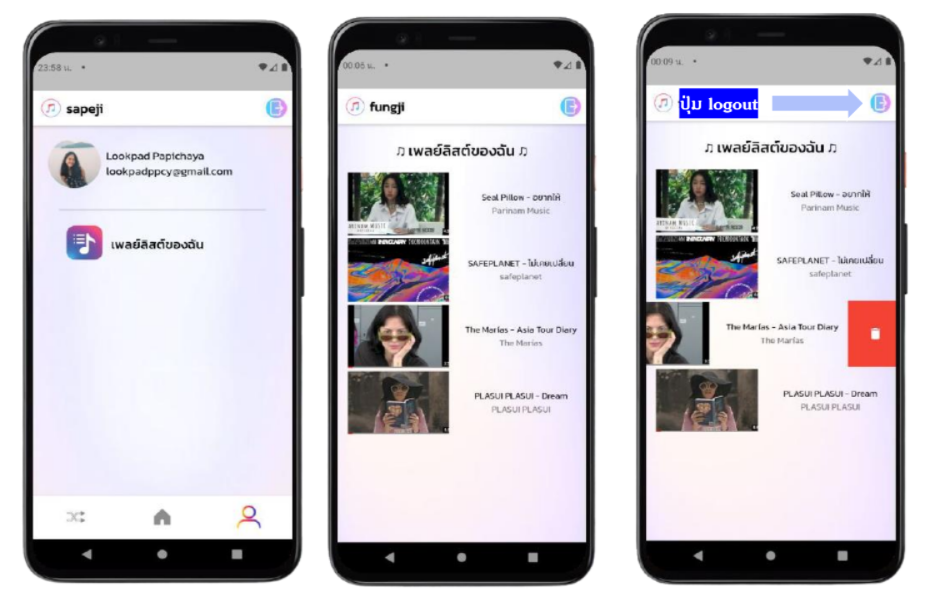 23:58 น.
sapeji
Lookpad Papichaya
lookpadppcy@gmail.com
เพลย์ลิสต์ของฉัน
00:06 น.
fungji
♫ เพลย์ลิสต์ของฉัน ♫
Seal Pillow - อยากให้
Parinam Music
SAFEPLANET - ไม่เคยเปลี่ยน
safeplanet
The Marías - Asia Tour Diary
The Marías
PLASUI PLASUI - Dream
PLASUI PLASUI
00:09 น.
ปุ่ม logout
♫ เพลย์ลิสต์ของฉัน ♫
Seal Pillow - อยากให้
Parinam Music
SAFEPLANET - ไม่เคยเปลี่ยน
safeplanet
The Marías - Asia Tour Diary
The Marías
PLASUI PLASUI - Dream
PLASUI PLASUI